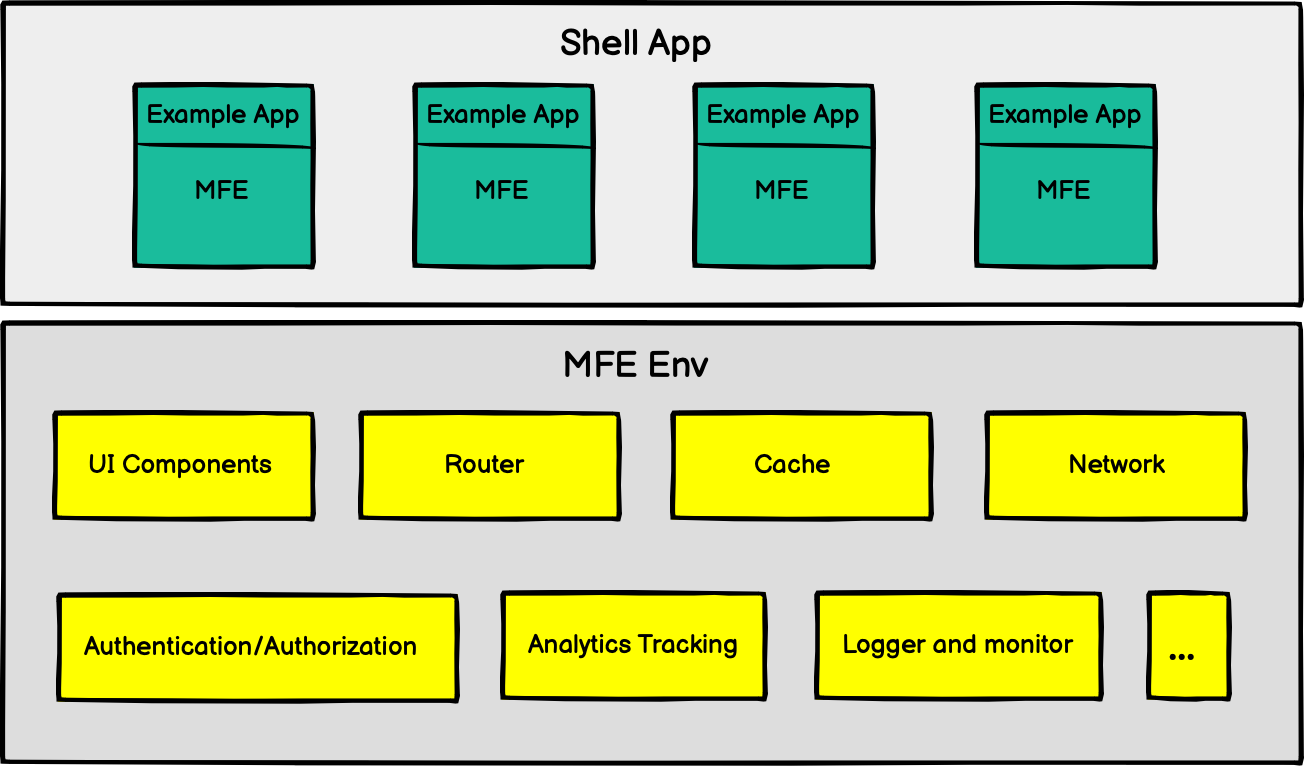 Shell App
Example App
MFE
Example App
MFE
Example App
MFE
Example App
MFE
MFE Env
UI Components
Router
Cache
Network
Authentication/Authorization
Analytics Tracking
Logger and monitor
...